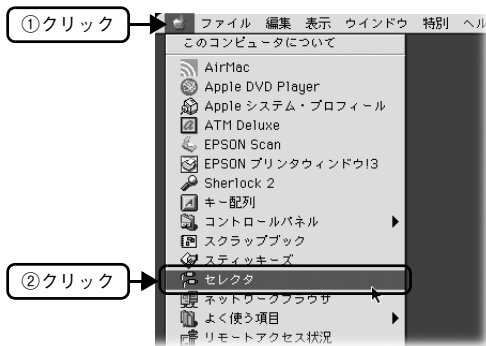 ①クリック
ファイル 編集 表示 ウインドウ 特別 ヘル
このコンピュータについて
AirMac
Apple DVD Player
Apple システム・プロフィール
ATM Deluxe
EPSON Scan
EPSON プリンタウィンドウ!3
Sherlock 2
キー配列
コントロールパネル
スクラップブック
スティッキーズ
②クリック
セレクタ
ネットワークブラウザ
よく使う項目
リモートアクセス状況